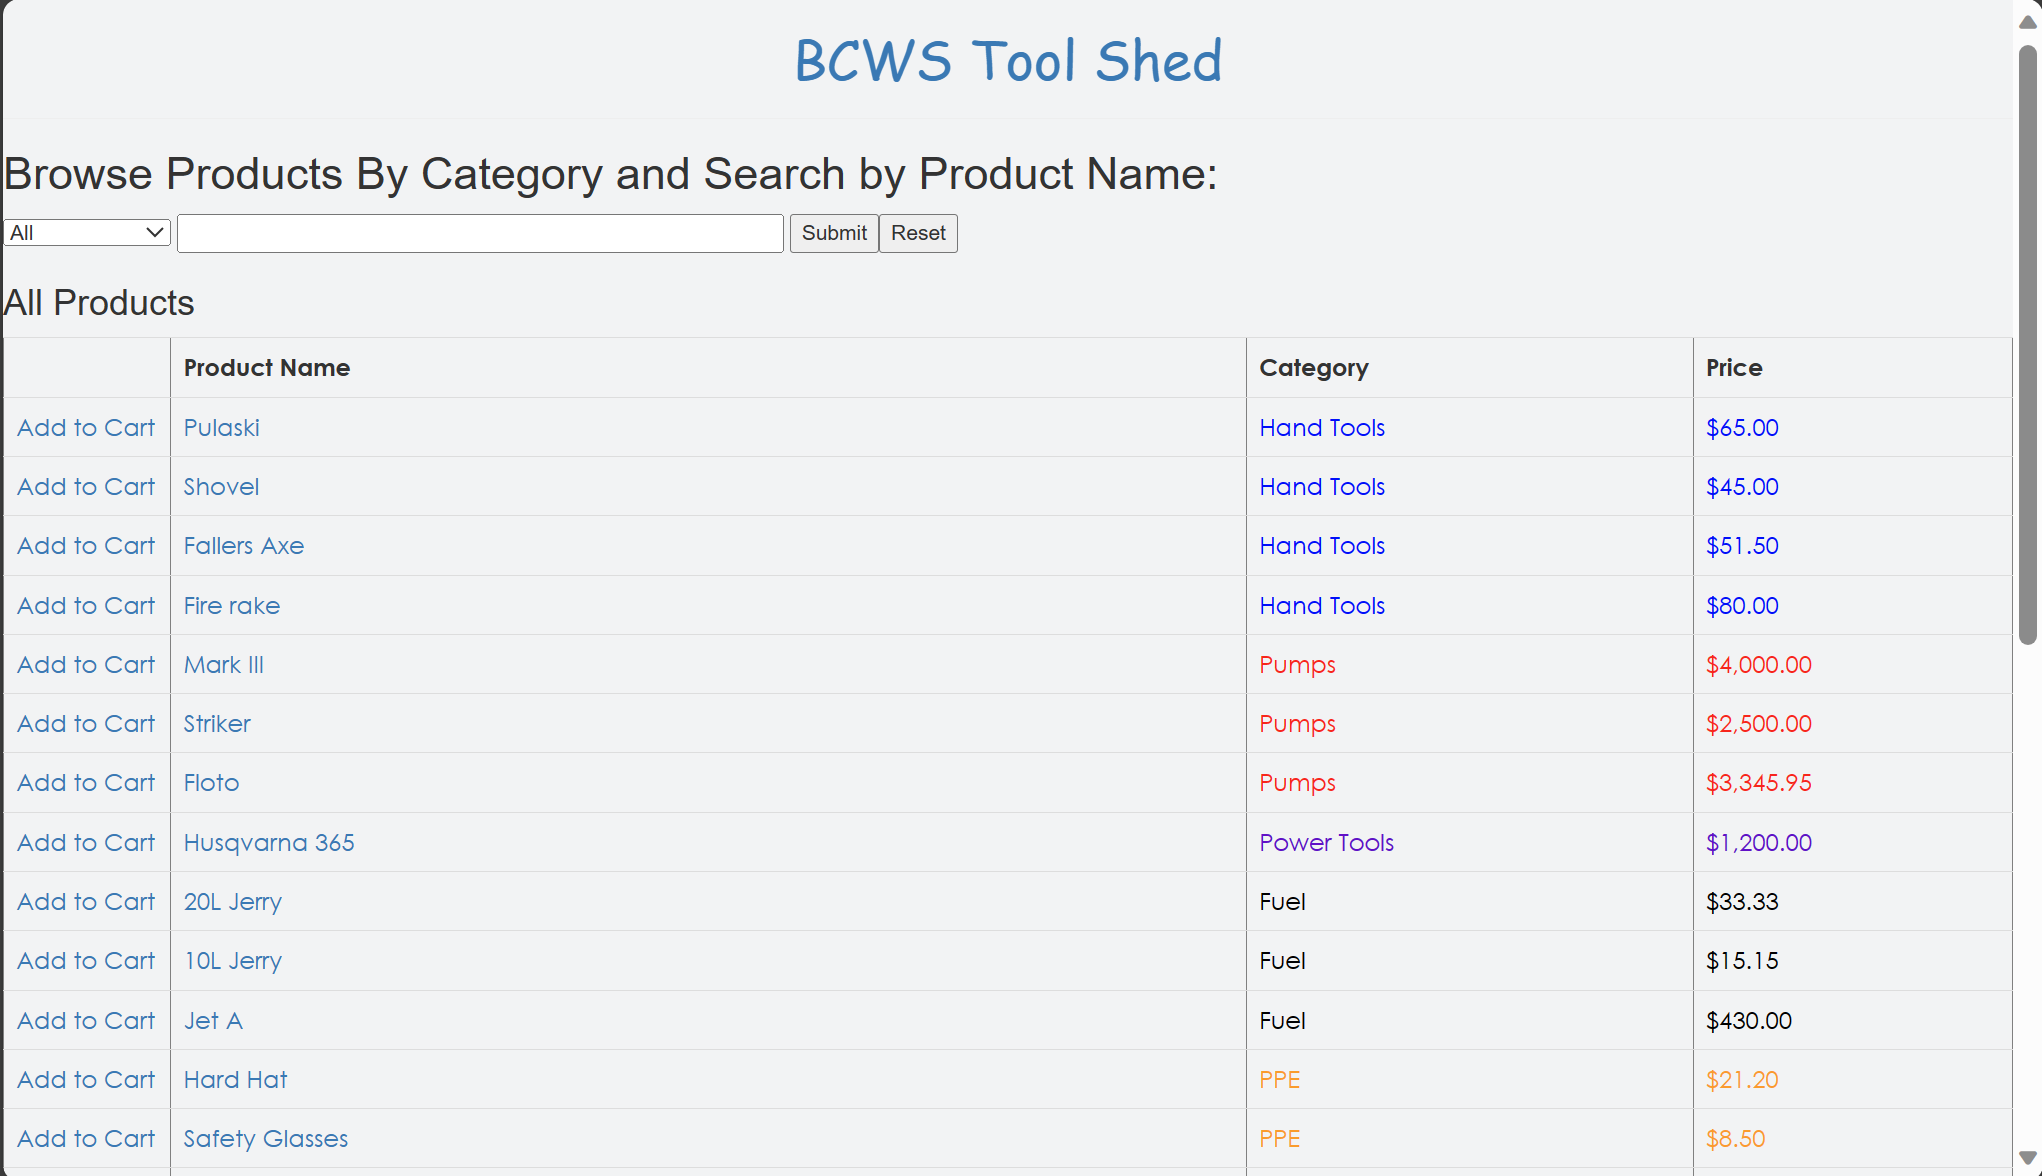 BCWS Tool Shed
Browse Products By Category and Search by Product Name:
All Submit Reset
All Products
Product Name Category Price
Add to Cart Pulaski Hand Tools $65.00
Add to Cart Shovel Hand Tools $45.00
Add to Cart Fallers Axe Hand Tools $51.50
Add to Cart Fire rake Hand Tools $80.00
Add to Cart Mark III Pumps $4,000.00
Add to Cart Striker Pumps $2,500.00
Add to Cart Floto Pumps $3,345.95
Add to Cart Husqvarna 365 Power Tools $1,200.00
Add to Cart 20L Jerry Fuel $33.33
Add to Cart 10L Jerry Fuel $15.15
Add to Cart Jet A Fuel $430.00
Add to Cart Hard Hat PPE $21.20
Add to Cart Safety Glasses PPE $8.50